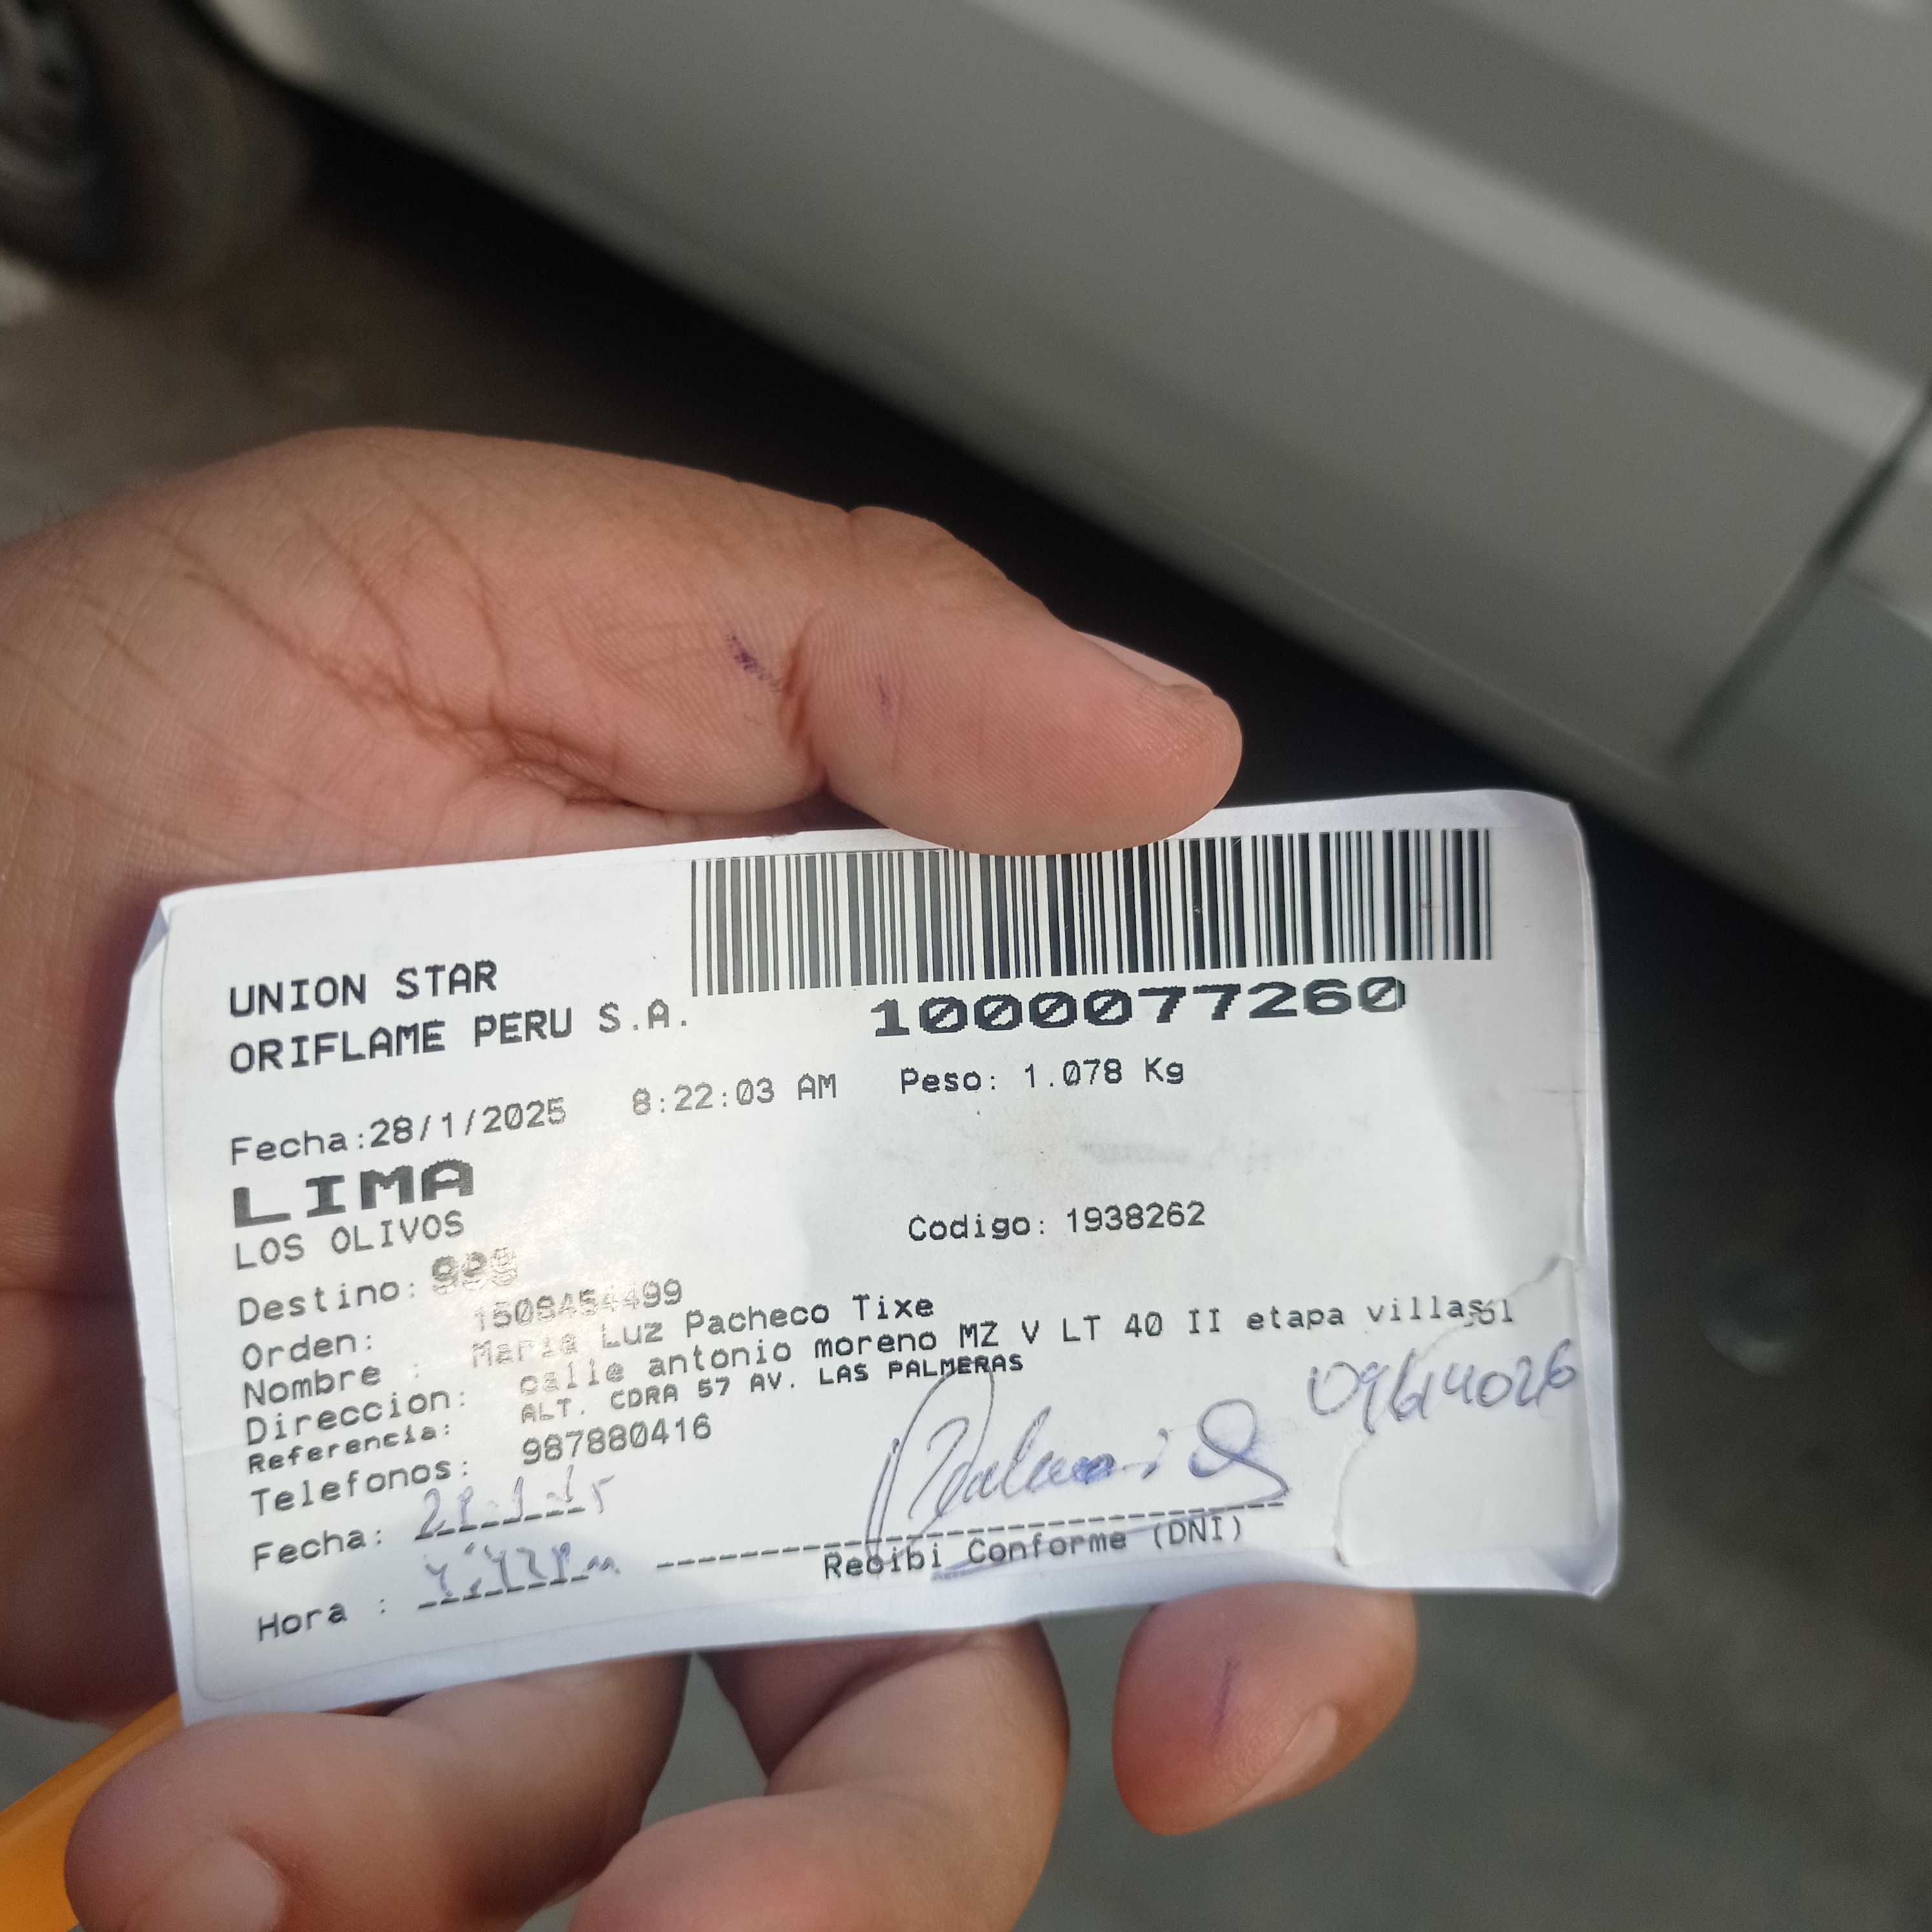 UNION STAR
ORIFLAME PERU S.A.
1000077260
Fecha:28/1/2025 8:22:03 AM Peso: 1.078 Kg
LIMA
LOS OLIVOS
Codigo: 1938262
Destino: 999
Orden: 1508454499
Nombre : Maria Luz Pacheco Tixe
Direccion: calle antonio moreno MZ V LT 40 II etapa villasol
Referencia: ALT. CDRA 57 AV. LAS PALMERAS
Telefonos: 987880416
Fecha:
Hora :
Recibi Conforme (DNI)